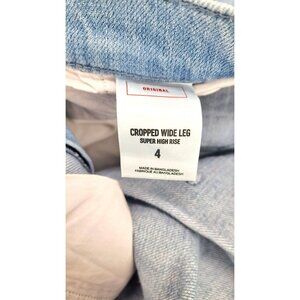 ORIGINAL
CROPPED WIDE LEG
SUPER HIGH RISE
4
MADE IN BANGLADESH
FABRIQUÉ AU BANGLADESH